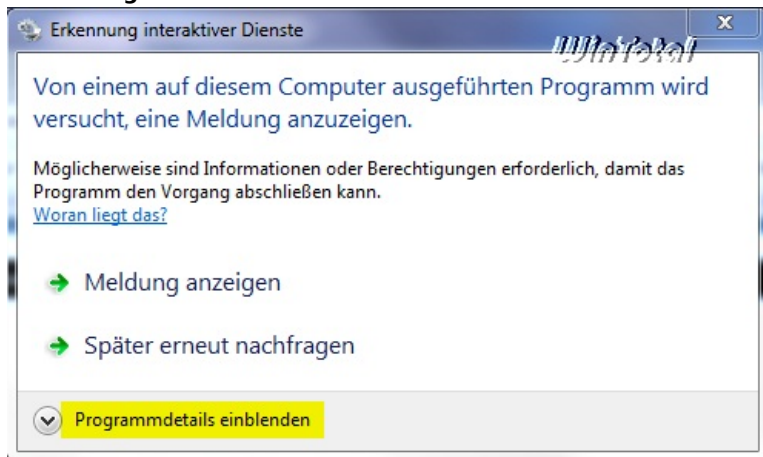 Erkennung interaktiver Dienste
WinTotal
Von einem auf diesem Computer ausgeführten Programm wird
versucht, eine Meldung anzuzeigen.
Möglicherweise sind Informationen oder Berechtigungen erforderlich, damit das
Programm den Vorgang abschließen kann.
Woran liegt das?
Meldung anzeigen
Später erneut nachfragen
Programmdetails einblenden